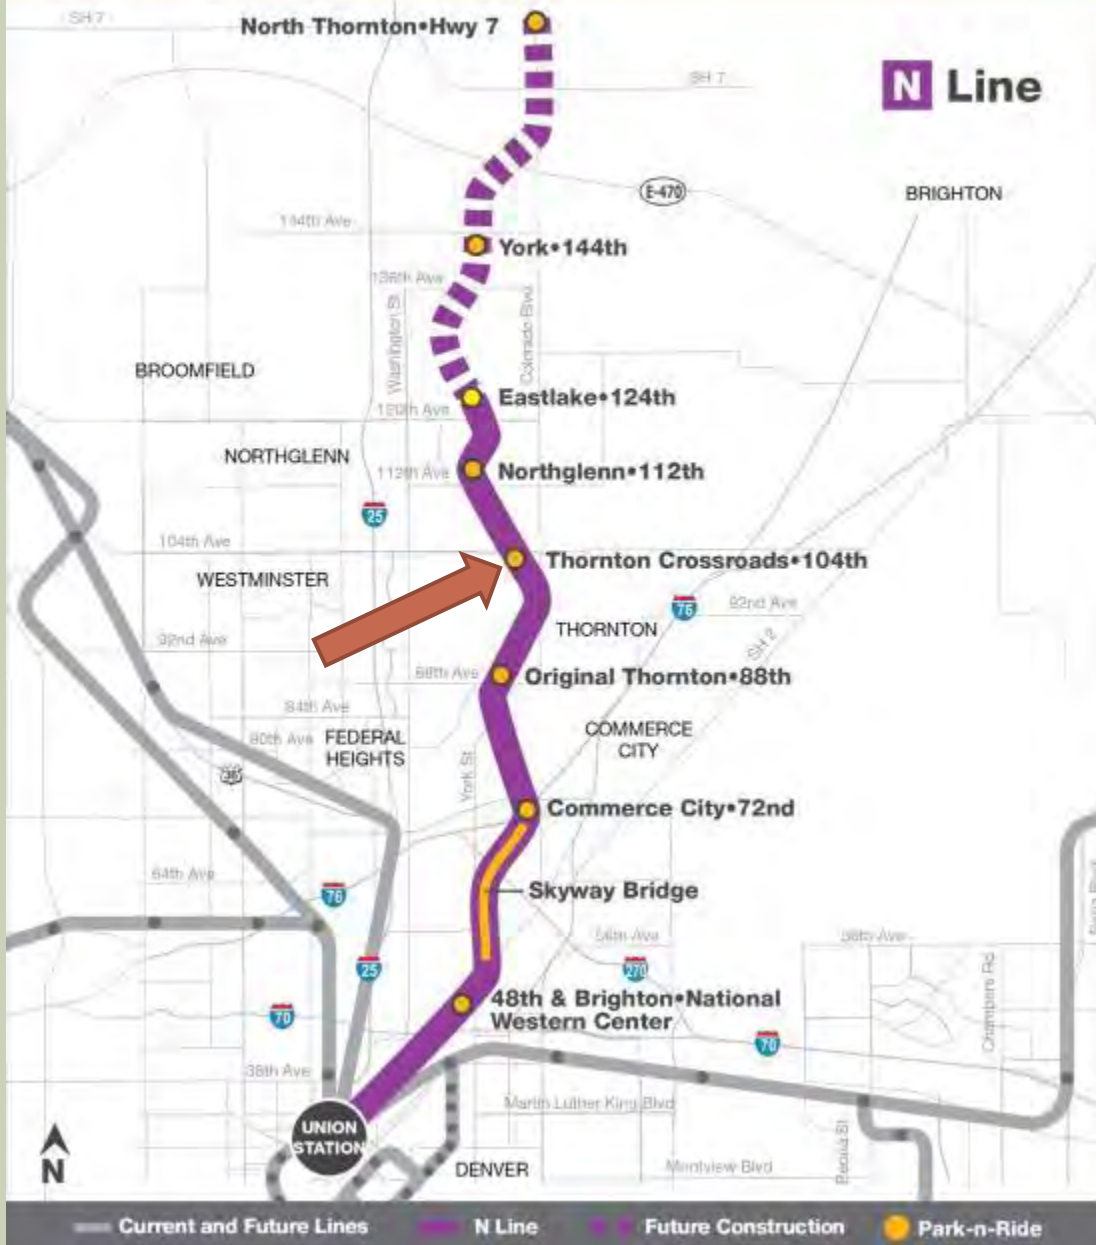 SH 7
North Thornton•Hwy 7
SH 7
N Line
E-470
BRIGHTON
144th Ave
York•144th
136th Ave
Washington St
Colorado Blvd
BROOMFIELD
Eastlake•124th
120th Ave
NORTHGLENN
112th Ave
Northglenn•112th
25
104th Ave
Thornton Crossroads•104th
WESTMINSTER
76
92nd Ave
THORNTON
SH 2
92nd Ave
88th Ave
Original Thornton•88th
84th Ave
80th Ave
FEDERAL
HEIGHTS
COMMERCE
CITY
36
York St
Commerce City•72nd
64th Ave
76
Skyway Bridge
56th Ave
56th Ave
25
270
Chambers Rd
70
48th & Brighton•National
Western Center
70
38th Ave
Martin Luther King Blvd
UNION
STATION
Peoria St
N
DENVER
Montview Blvd
Current and Future Lines
N Line
Future Construction
Park-n-Ride